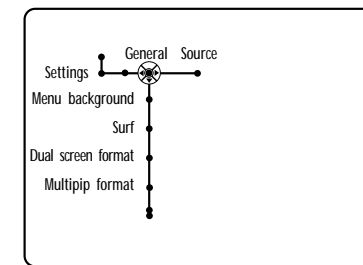 General Source
Settings
Menu background
Surf
Dual screen format
Multipip format